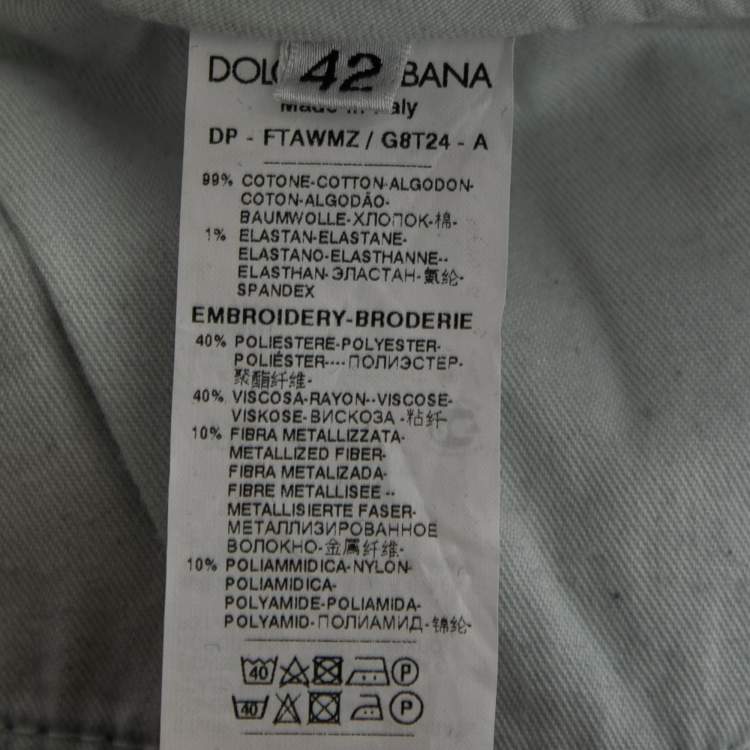 42
DOL BANA
Made in Italy
DP - FTAWMZ / G8T24 - A
99% COTONE-COTTON-ALGODON-
COTON-ALGODÃO-
BAUMWOLLE-ХЛОПОК-棉-
1% ELASTAN-ELASTANE-
ELASTANO-ELASTHANNE--
ELASTHAN-ЭЛАСТАН-氨纶-
SPANDEX
EMBROIDERY-BRODERIE
40% POLIESTERE-POLYESTER-
POLIÉSTER----ПОЛИЭСТЕР-
聚酯纤维-
40% VISCOSA-RAYON--VISCOSE-
VISKOSE-ВИСКОЗА -粘纤-
10% FIBRA METALLIZZATA-
METALLIZED FIBER-
FIBRA METALIZADA-
FIBRE METALLISEE --
METALLISIERTE FASER-
МЕТАЛЛИЗИРОВАННОЕ
ВОЛОКНО-金属纤维-
10% POLIAMMIDICA-NYLON-
POLIAMIDICA-
POLYAMIDE-POLIAMIDA-
POLYAMID-ПОЛИАМИД-锦纶-
40 P
40 P